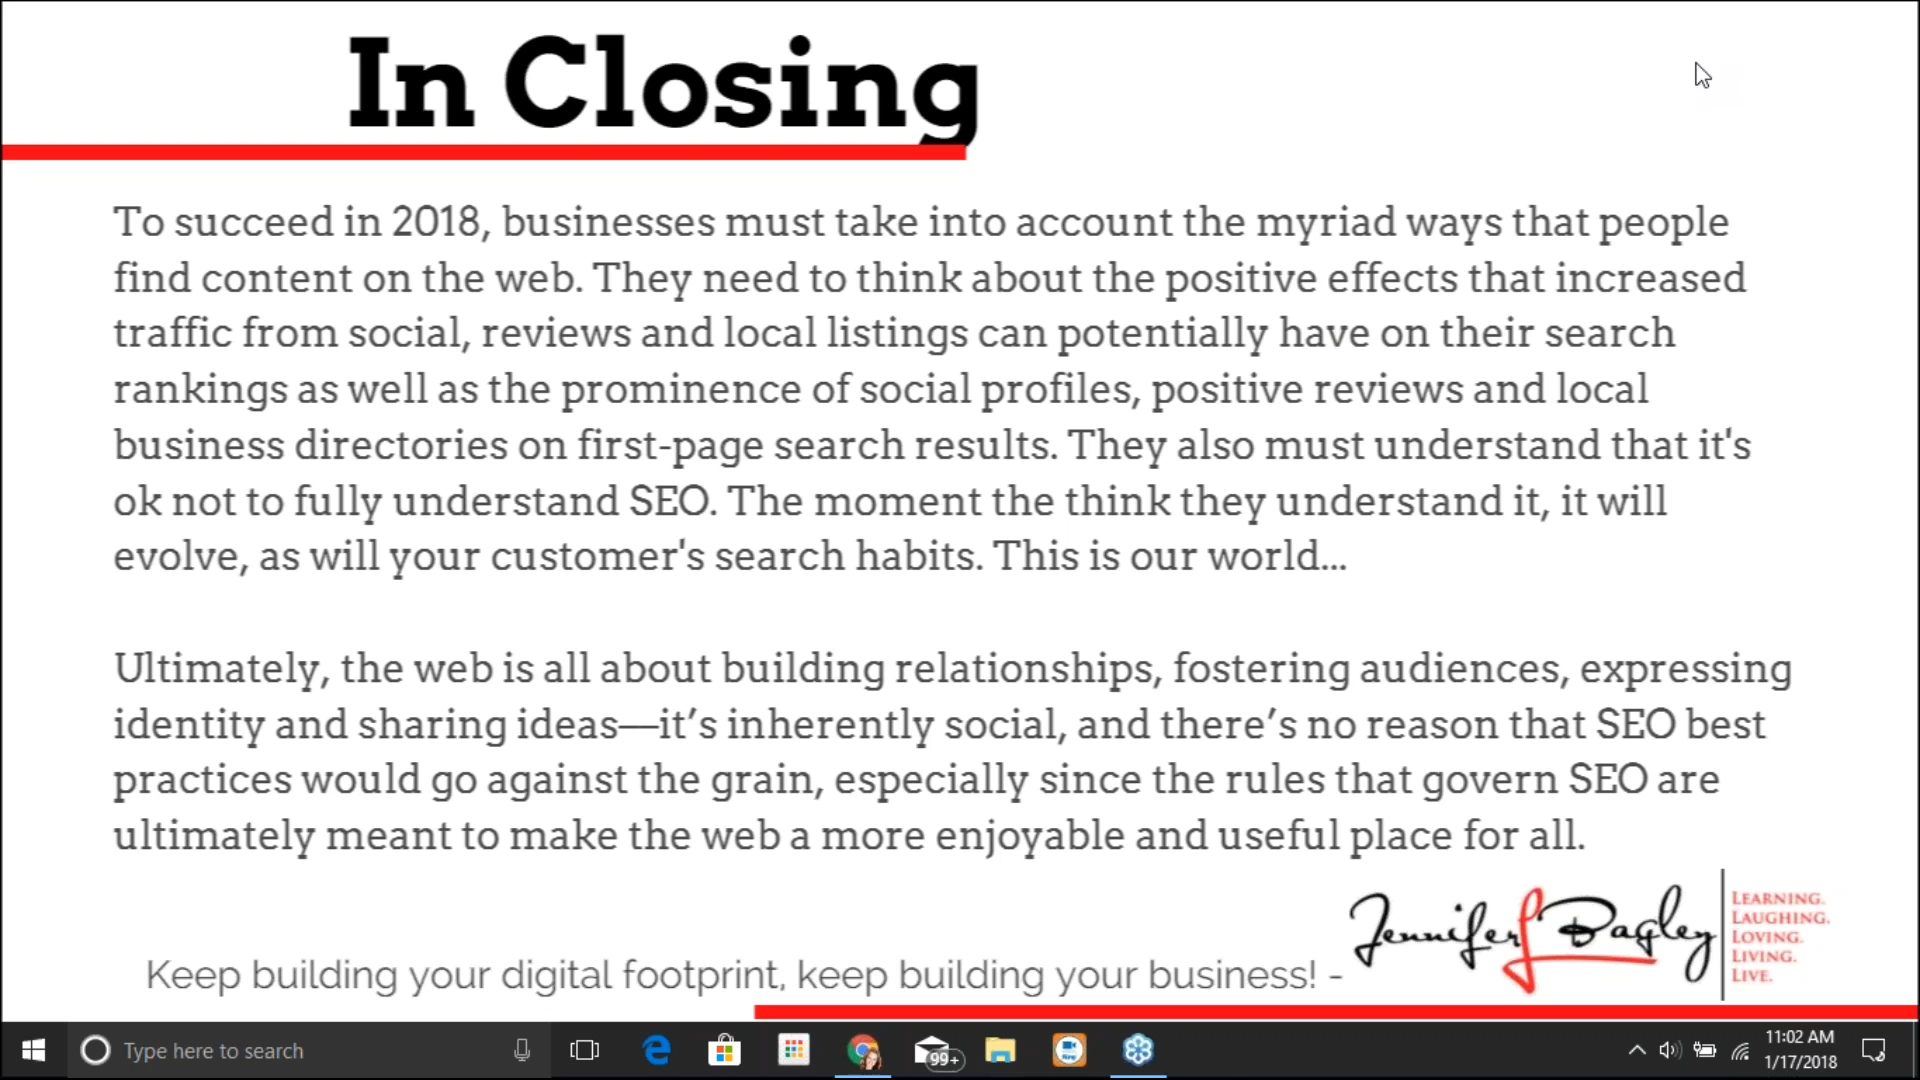 In Closing
To succeed in 2018, businesses must take into account the myriad ways that people
find content on the web. They need to think about the positive effects that increased
traffic from social, reviews and local listings can potentially have on their search
rankings as well as the prominence of social profiles, positive reviews and local
business directories on first-page search results. They also must understand that it's
ok not to fully understand SEO. The moment the think they understand it, it will
evolve, as will your customer's search habits. This is our world...
Ultimately, the web is all about building relationships, fostering audiences, expressing
identity and sharing ideas—it’s inherently social, and there’s no reason that SEO best
practices would go against the grain, especially since the rules that govern SEO are
ultimately meant to make the web a more enjoyable and useful place for all.
Keep building your digital footprint, keep building your business! -
Jennifer L Bagley
LEARNING.
LAUGHING.
LOVING.
LIVING.
LIVE.
Type here to search
99+
11:02 AM
1/17/2018